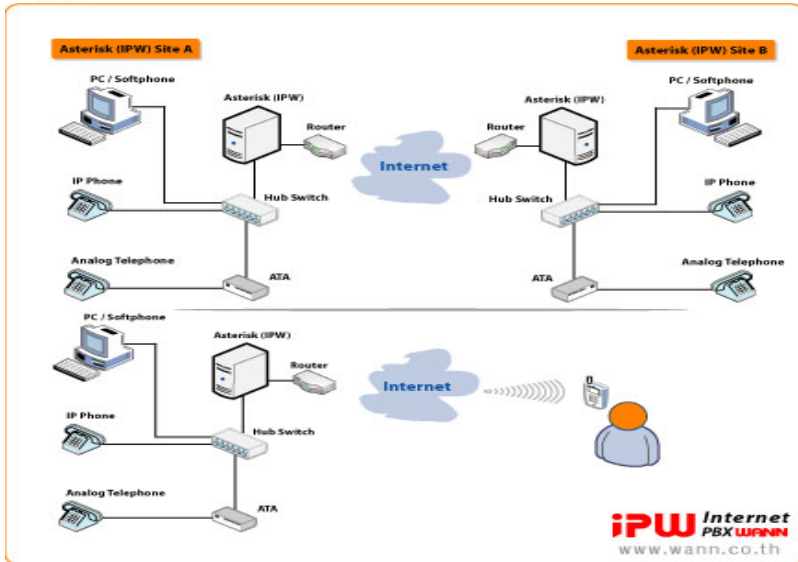 Asterisk (IPW) Site A
Asterisk (IPW) Site B
PC / Softphone
Asterisk (IPW)
Router
Internet
IP Phone
Hub Switch
Analog Telephone
ATA
PC / Softphone
Asterisk (IPW)
Router
IP Phone
Hub Switch
Analog Telephone
ATA
PC / Softphone
Asterisk (IPW)
Router
Internet
IP Phone
Hub Switch
Analog Telephone
ATA
iPW Internet
PBX WANN
www.wann.co.th